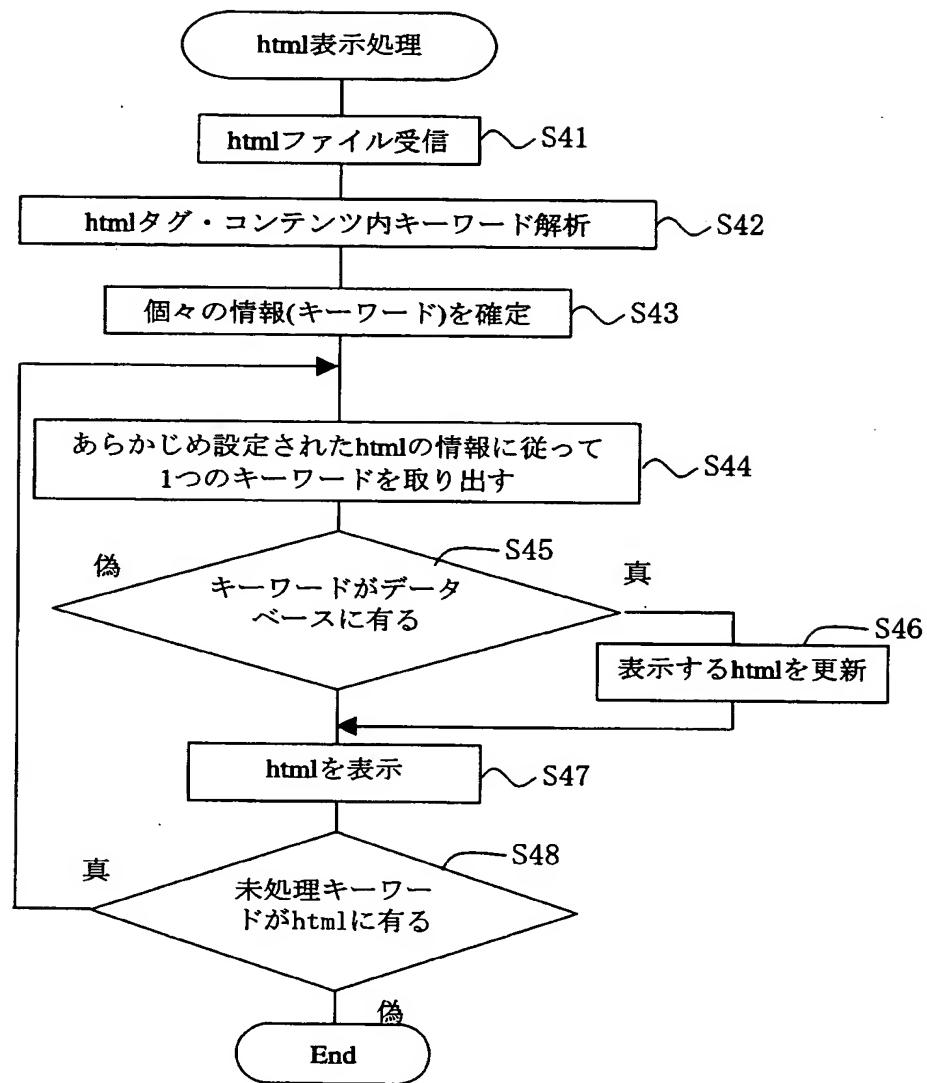 html表示処理
htmlファイル受信
S41
htmlタグ・コンテンツ内キーワード解析
S42
個々の情報(キーワード)を確定
S43
あらかじめ設定されたhtmlの情報に従って
1つのキーワードを取り出す
S44
S45
偽
キーワードがデータ
ベースに有る
真
S46
表示するhtmlを更新
htmlを表示
S47
真
S48
未処理キーワー
ドがhtmlに有る
偽
End